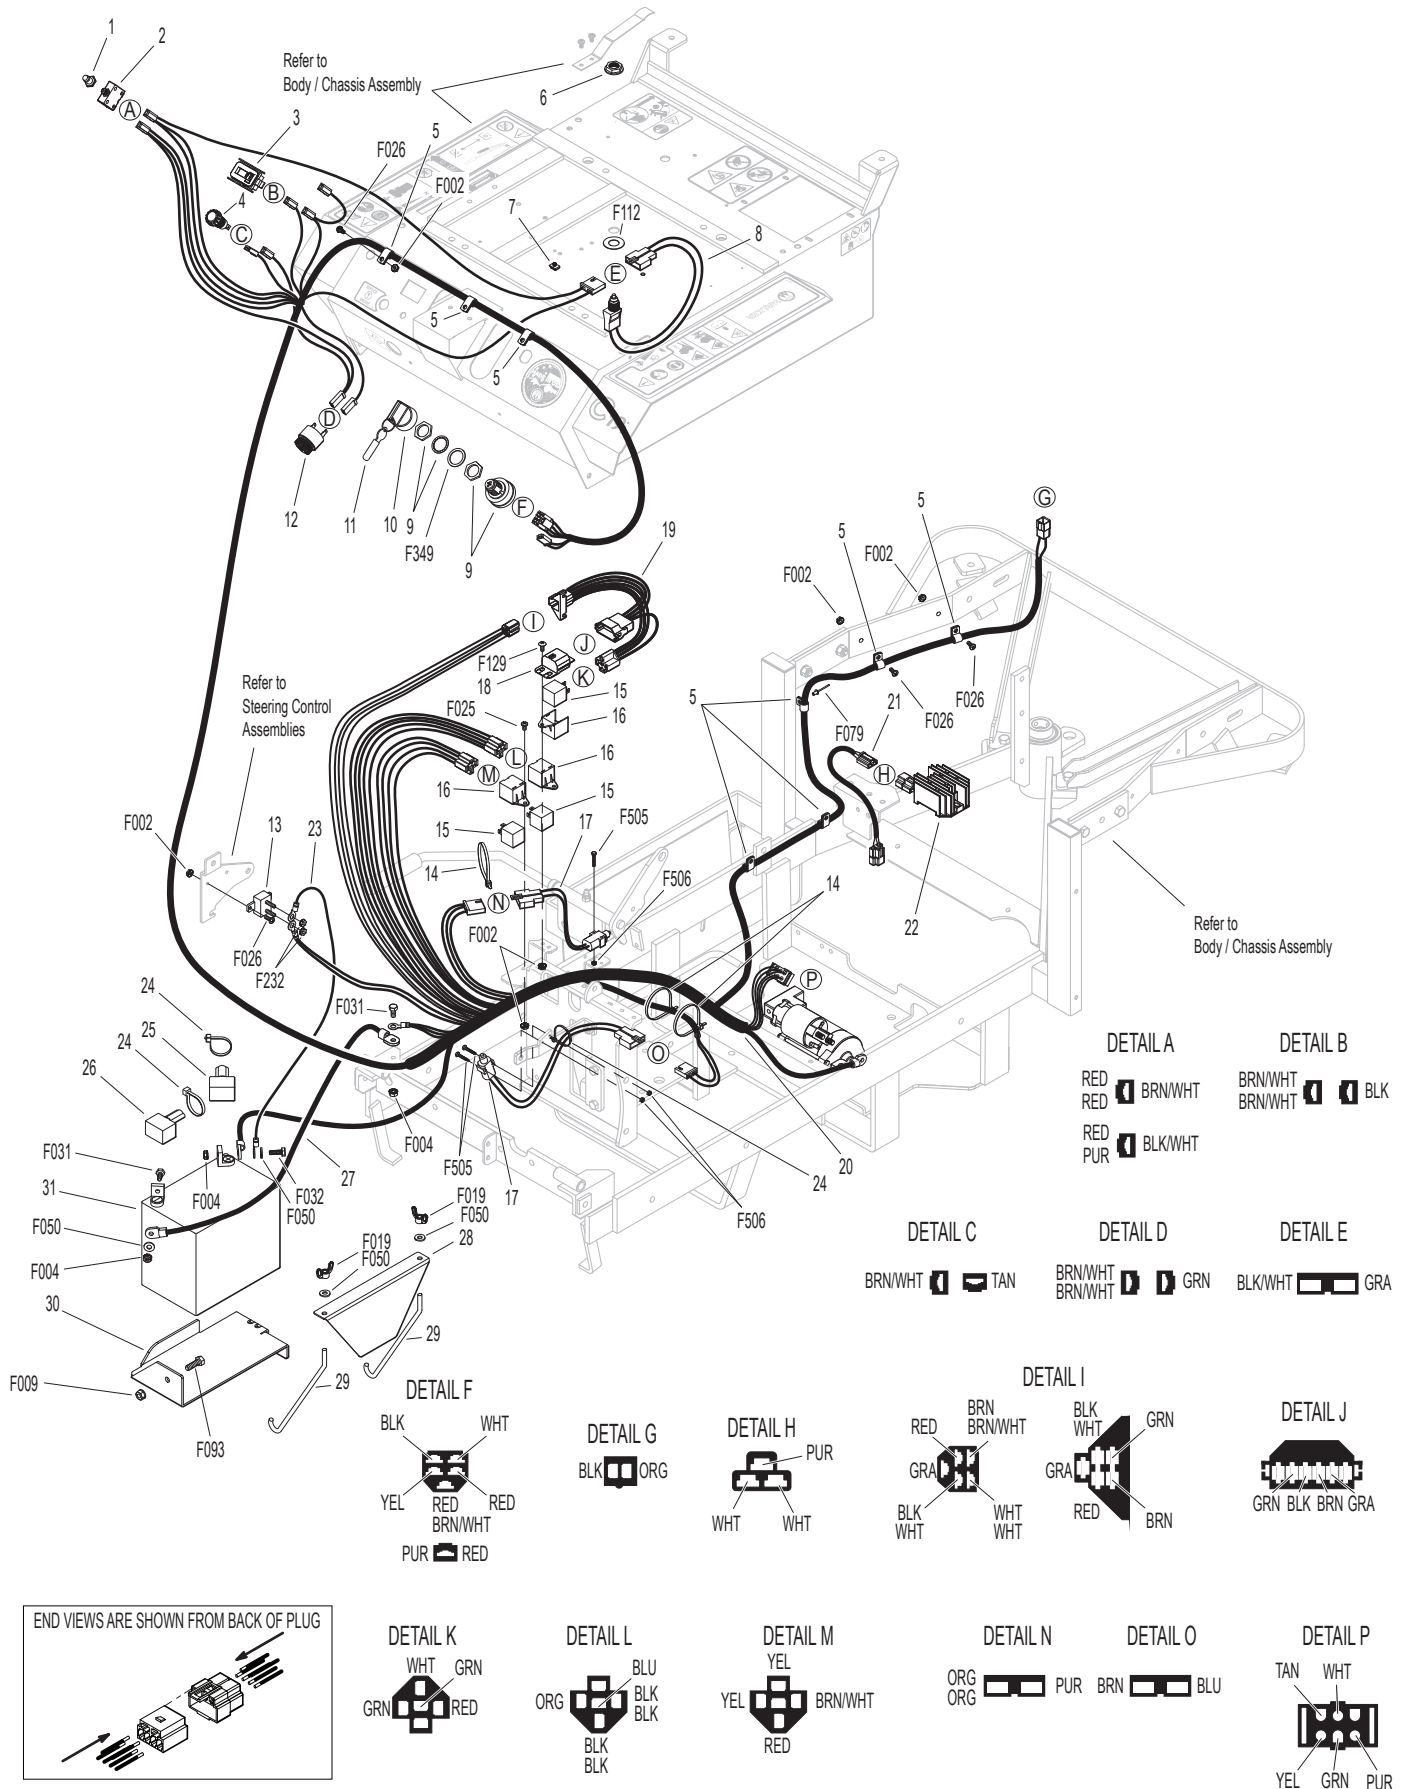 1
2
Refer to
Body / Chassis Assembly
6
A
3
F026
5
F002
B
4
C
7
F112
8
5
E
5
5
D
12
11
10
9
F349
9
F
19
5
5
G
F002
F002
I
F129
J
18
K
15
16
F025
L
M
16
16
15
15
5
F079
F026
F026
21
H
22
Refer to
Steering Control
Assemblies
F002
13
23
14
N
17
F505
F506
14
F002
F026
F232
P
Refer to
Body / Chassis Assembly
24
25
24
26
F031
O
F031
31
F004
F004
F032
F050
27
F505
17
24
20
F506
F050
F004
F019
F050
28
F019
F050
30
29
29
F009
F093
DETAIL A
RED
RED
BRN/WHT
RED
PUR
BLK/WHT
DETAIL B
BRN/WHT
BRN/WHT
BLK
DETAIL C
BRN/WHT
TAN
DETAIL D
BRN/WHT
BRN/WHT
GRN
DETAIL E
BLK/WHT
GRA
DETAIL F
BLK
WHT
YEL
RED
BRN/WHT
RED
PUR
RED
DETAIL G
BLK
ORG
DETAIL H
PUR
WHT
WHT
DETAIL I
RED
BRN
BRN/WHT
GRA
BLK
WHT
WHT
WHT
BLK
WHT
GRN
GRA
RED
BRN
DETAIL J
GRN BLK BRN GRA
END VIEWS ARE SHOWN FROM BACK OF PLUG
DETAIL K
WHT
GRN
GRN
RED
DETAIL L
BLU
ORG
BLK
BLK
BLK
BLK
DETAIL M
YEL
YEL
BRN/WHT
RED
DETAIL N
ORG
ORG
PUR
DETAIL O
BRN
BLU
DETAIL P
TAN
WHT
YEL
GRN
PUR